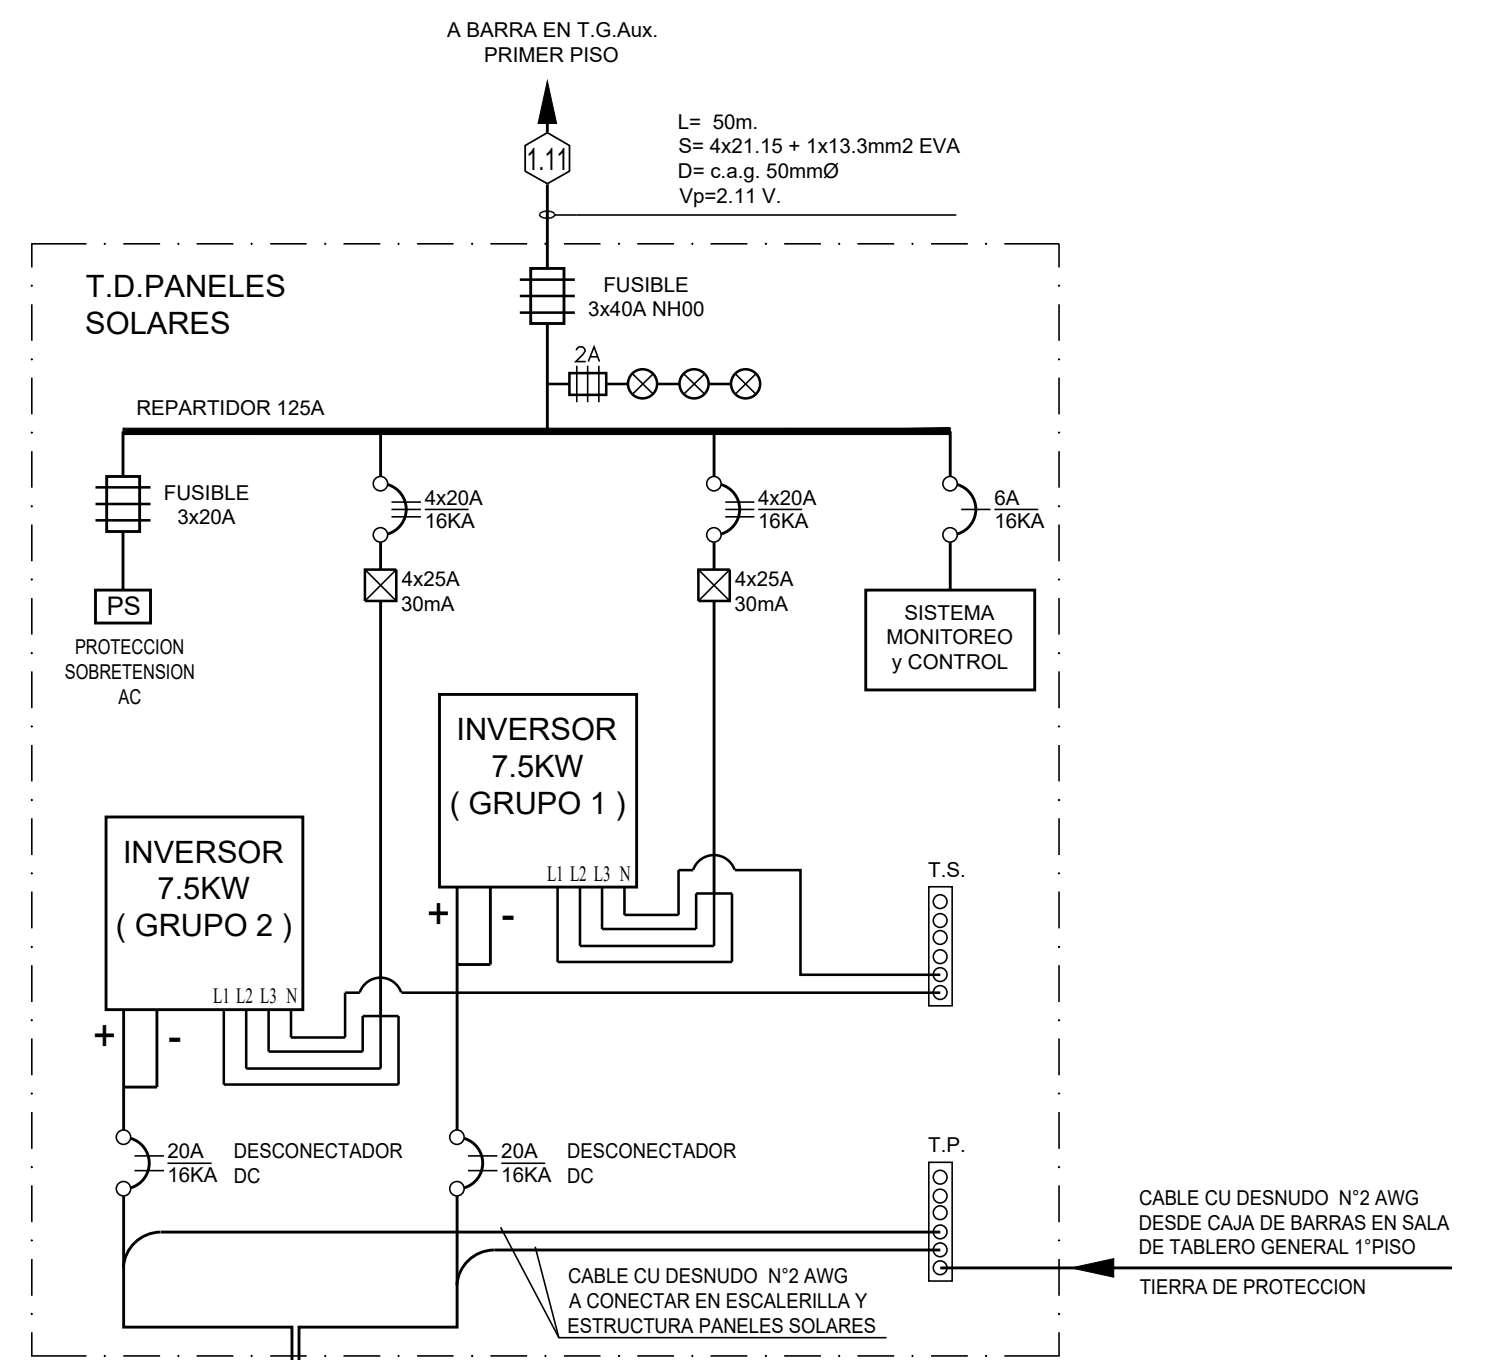 A BARRA EN T.G.Aux.
PRIMER PISO
1.11
L= 50m.
S= 4x21.15 + 1x13.3mm2 EVA
D= c.a.g. 50mmØ
Vp=2.11 V.
T.D.PANELES
SOLARES
FUSIBLE
3x40A NH00
2A
REPARTIDOR 125A
FUSIBLE
3x20A
4x20A
16KA
4x20A
16KA
6A
16KA
4x25A
30mA
4x25A
30mA
PS
PROTECCION
SOBRETENSION
AC
SISTEMA
MONITOREO
y CONTROL
INVERSOR
7.5KW
( GRUPO 1 )
L1 L2 L3 N
+ -
INVERSOR
7.5KW
( GRUPO 2 )
L1 L2 L3 N
+ -
T.S.
20A
16KA
DESCONECTADOR
DC
20A
16KA
DESCONECTADOR
DC
T.P.
CABLE CU DESNUDO N°2 AWG
DESDE CAJA DE BARRAS EN SALA
DE TABLERO GENERAL 1°PISO
TIERRA DE PROTECCION
CABLE CU DESNUDO N°2 AWG
A CONECTAR EN ESCALERILLA Y
ESTRUCTURA PANELES SOLARES